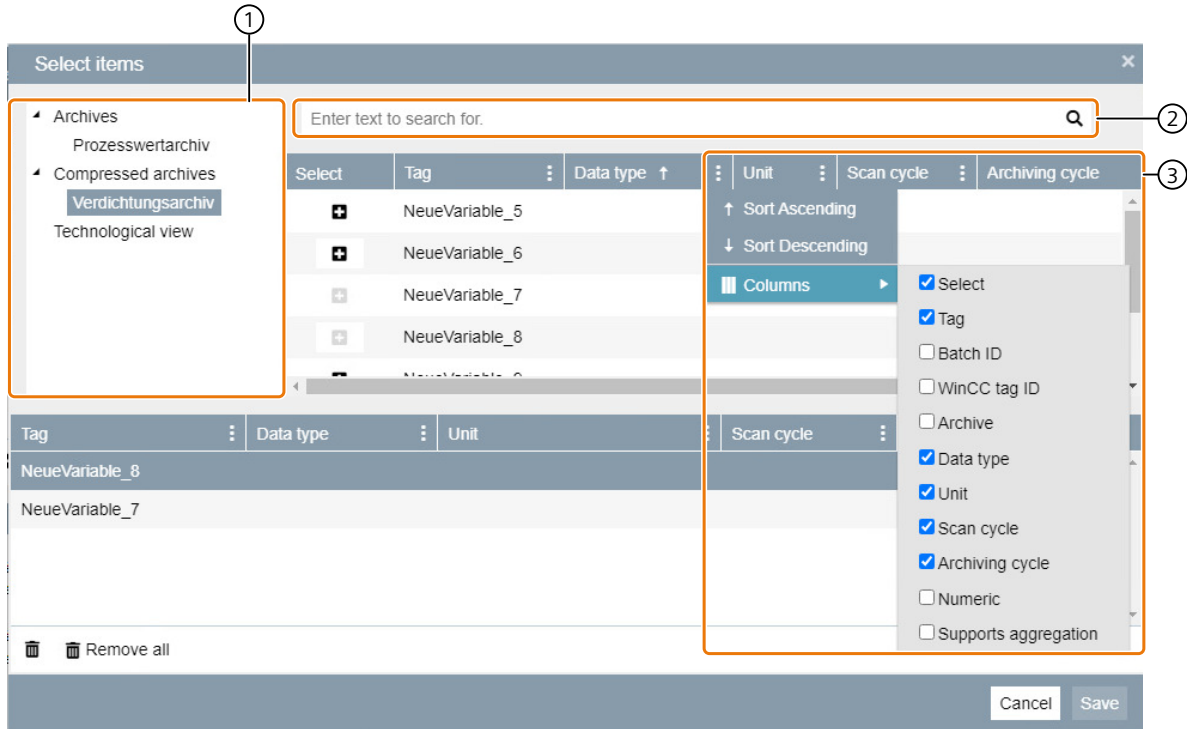 1
Select items
Archives
Prozesswertarchiv
Compressed archives
Verdichtungsarchiv
Technological view
Enter text to search for.
2
Select Tag Data type ↑ Unit Scan cycle Archiving cycle
3
NeueVariable_5
NeueVariable_6
NeueVariable_7
NeueVariable_8
↑ Sort Ascending
↓ Sort Descending
Columns
Select
Tag
Batch ID
WinCC tag ID
Archive
Data type
Unit
Scan cycle
Archiving cycle
Numeric
Supports aggregation
Tag Data type Unit Scan cycle
NeueVariable_8
NeueVariable_7
Remove all
Cancel Save